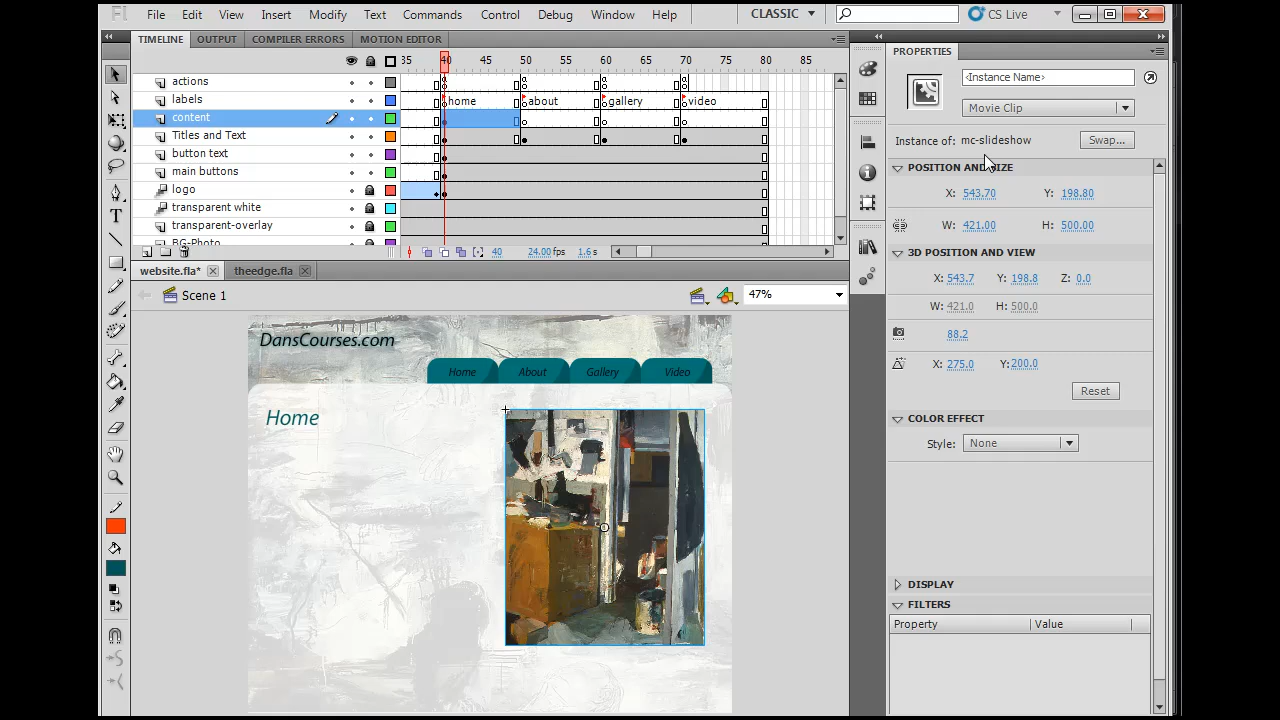 Fl File Edit View Insert Modify Text Commands Control Debug Window Help CLASSIC CS Live
TIMELINE OUTPUT COMPILER ERRORS MOTION EDITOR
PROPERTIES
35 40 45 50 55 60 65 70 75 80 85
<Instance Name>
actions
labels home about gallery video
Movie Clip
content
Titles and Text
Instance of: mc-slideshow Swap...
button text
main buttons
POSITION AND SIZE
logo
X: 543.70 Y: 198.80
transparent white
transparent-overlay
W: 421.00 H: 500.00
BG-Photo
40 24.00 fps 1.6 s
3D POSITION AND VIEW
website.fla* theedge.fla
X: 543.7 Y: 198.8 Z: 0.0
Scene 1 47%
W: 421.0 H: 500.0
88.2
DansCourses.com
X: 275.0 Y: 200.0
Home About Gallery Video
Reset
Home
COLOR EFFECT
Style: None
DISPLAY
FILTERS
Property Value